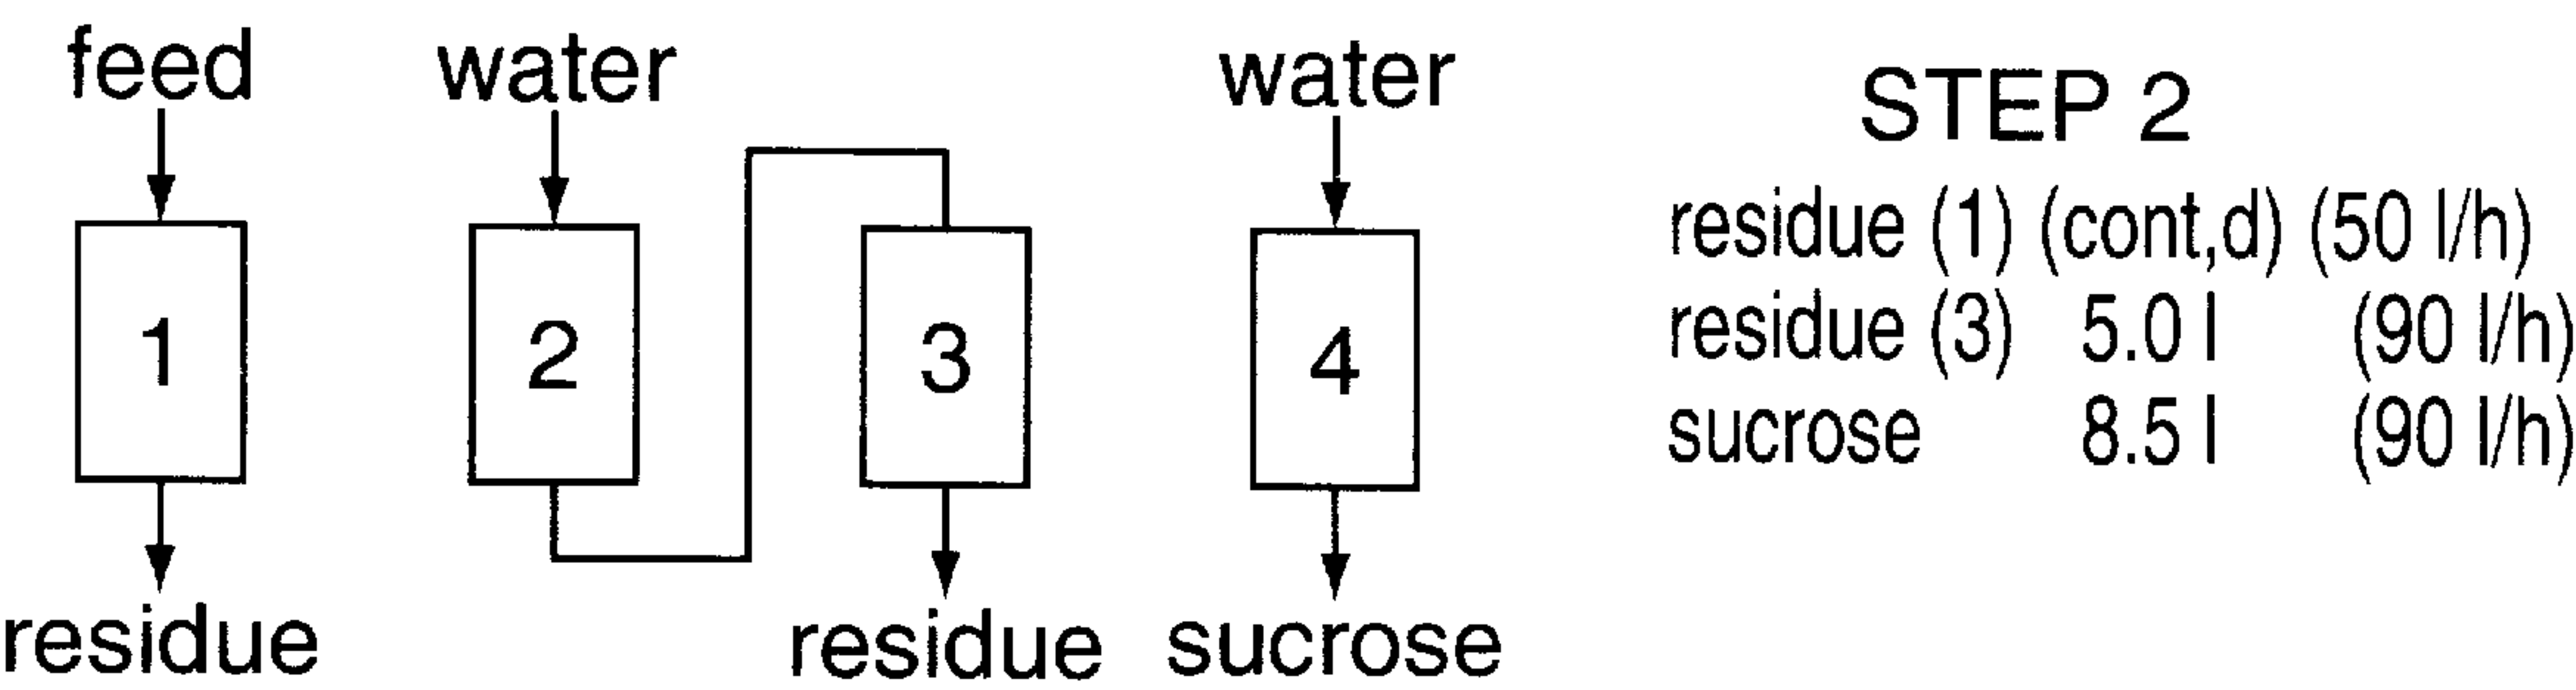 feed water water
1 2 3 4
residue residue sucrose
STEP 2
residue (1) (cont,d) (50 l/h)
residue (3) 5.0 l (90 l/h)
sucrose 8.5 l (90 l/h)